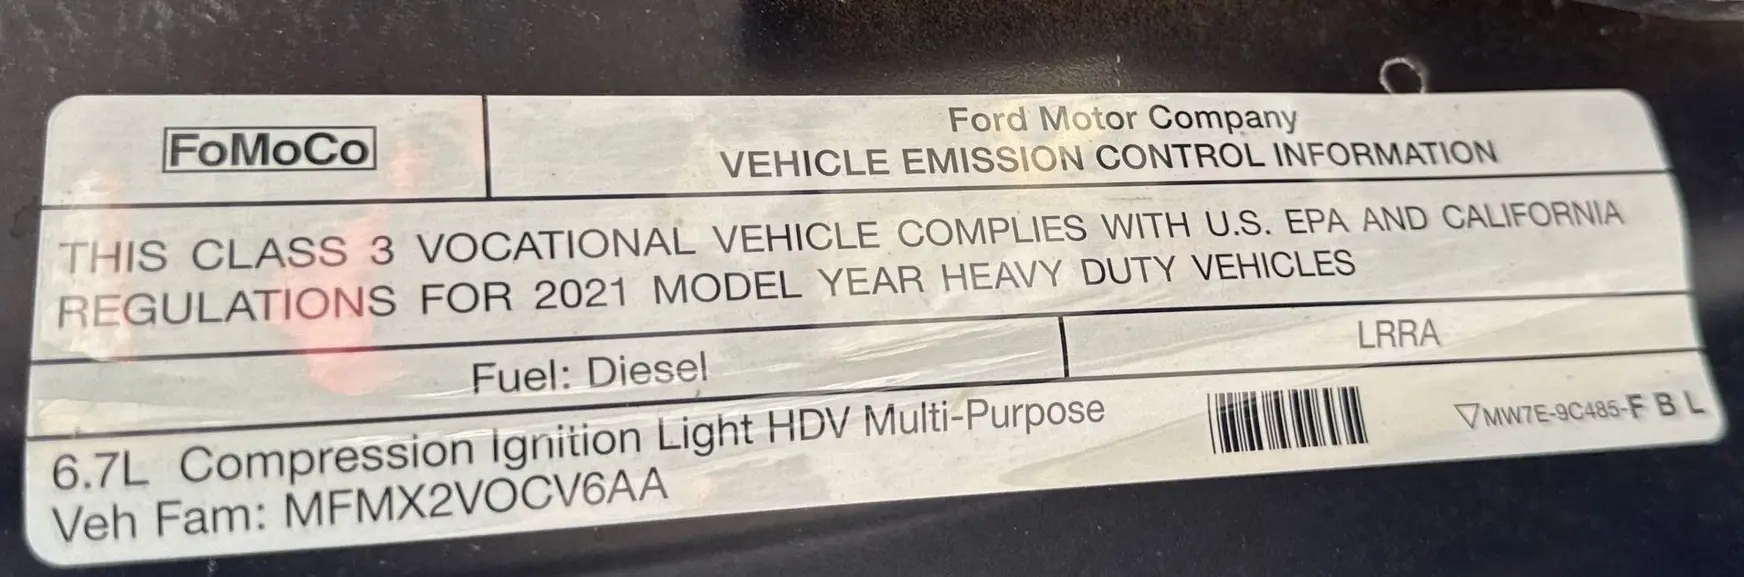 FoMoCo
Ford Motor Company
VEHICLE EMISSION CONTROL INFORMATION
THIS CLASS 3 VOCATIONAL VEHICLE COMPLIES WITH U.S. EPA AND CALIFORNIA
REGULATIONS FOR 2021 MODEL YEAR HEAVY DUTY VEHICLES
Fuel: Diesel
LRRA
6.7L Compression Ignition Light HDV Multi-Purpose
Veh Fam: MFMX2VOCV6AA
▽MW7E-9C485-F B L